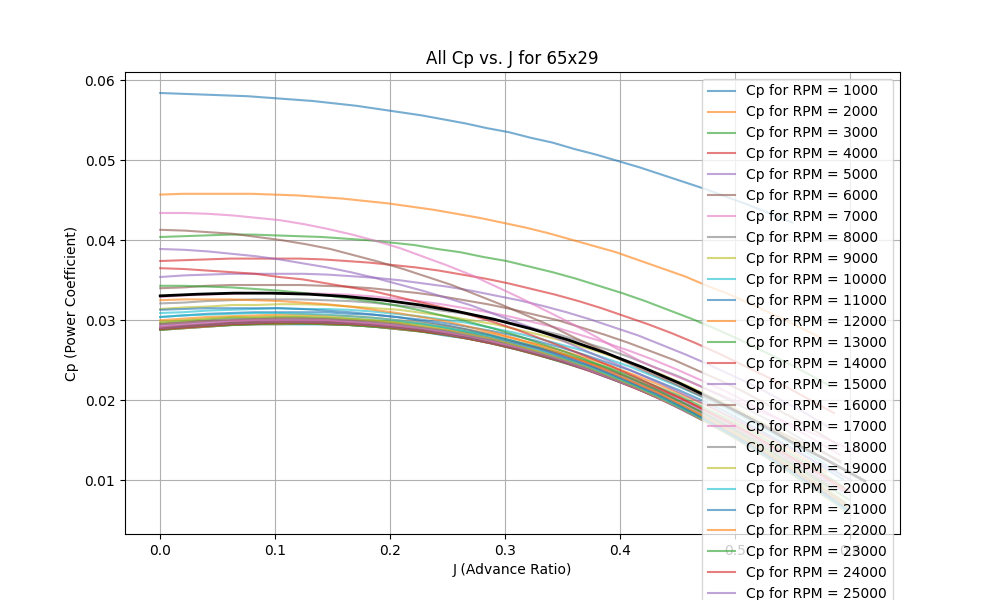 All Cp vs. J for 65x29
Cp (Power Coefficient)
0.06
0.05
0.04
0.03
0.02
0.01
0.0
0.1
0.2
0.3
0.4
0.5
J (Advance Ratio)
Cp for RPM = 1000
Cp for RPM = 2000
Cp for RPM = 3000
Cp for RPM = 4000
Cp for RPM = 5000
Cp for RPM = 6000
Cp for RPM = 7000
Cp for RPM = 8000
Cp for RPM = 9000
Cp for RPM = 10000
Cp for RPM = 11000
Cp for RPM = 12000
Cp for RPM = 13000
Cp for RPM = 14000
Cp for RPM = 15000
Cp for RPM = 16000
Cp for RPM = 17000
Cp for RPM = 18000
Cp for RPM = 19000
Cp for RPM = 20000
Cp for RPM = 21000
Cp for RPM = 22000
Cp for RPM = 23000
Cp for RPM = 24000
Cp for RPM = 25000